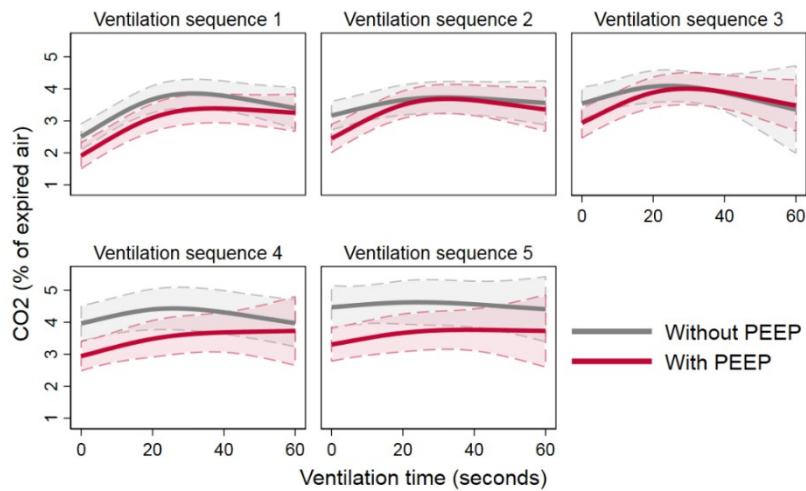 Ventilation sequence 1
Ventilation sequence 2
Ventilation sequence 3
5
4
3
2
1
0
20
40
60
CO2 (% of expired air)
Ventilation sequence 4
Ventilation sequence 5
5
4
3
2
1
0
20
40
60
0
20
40
60
Without PEEP
With PEEP
Ventilation time (seconds)